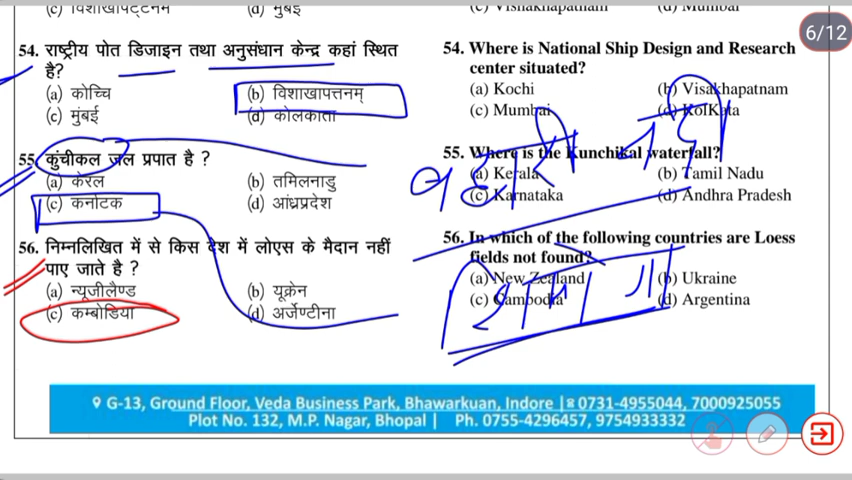 (c) विशाखापट्टनम (d) मुंबई
54. राष्ट्रीय पोत डिजाइन तथा अनुसंधान केन्द्र कहां स्थित
है?
(a) कोच्चि (b) विशाखापत्तनम्
(c) मुंबई (d) कोलकाता
55. कुंचीकल जल प्रपात है ?
(a) केरल (b) तमिलनाडु
(c) कर्नाटक (d) आंध्रप्रदेश
56. निम्नलिखित में से किस देश में लोएस के मैदान नहीं
पाए जाते है ?
(a) न्यूजीलैण्ड (b) यूक्रेन
(c) कम्बोडिया (d) अर्जेण्टीना
(c) Vishakhapatnam (d) Mumbai
6/12
54. Where is National Ship Design and Research
center situated?
(a) Kochi (b) Visakhapatnam
(c) Mumbai (d) KolKata
55. Where is the Kunchikal waterfall?
(a) Kerala (b) Tamil Nadu
(c) Karnataka (d) Andhra Pradesh
56. In which of the following countries are Loess
fields not found?
(a) New Zealand (b) Ukraine
(c) Cambodia (d) Argentina
नदी
G-13, Ground Floor, Veda Business Park, Bhawarkuan, Indore | 0731-4955044, 7000925055
Plot No. 132, M.P. Nagar, Bhopal | Ph. 0755-4296457, 9754933332